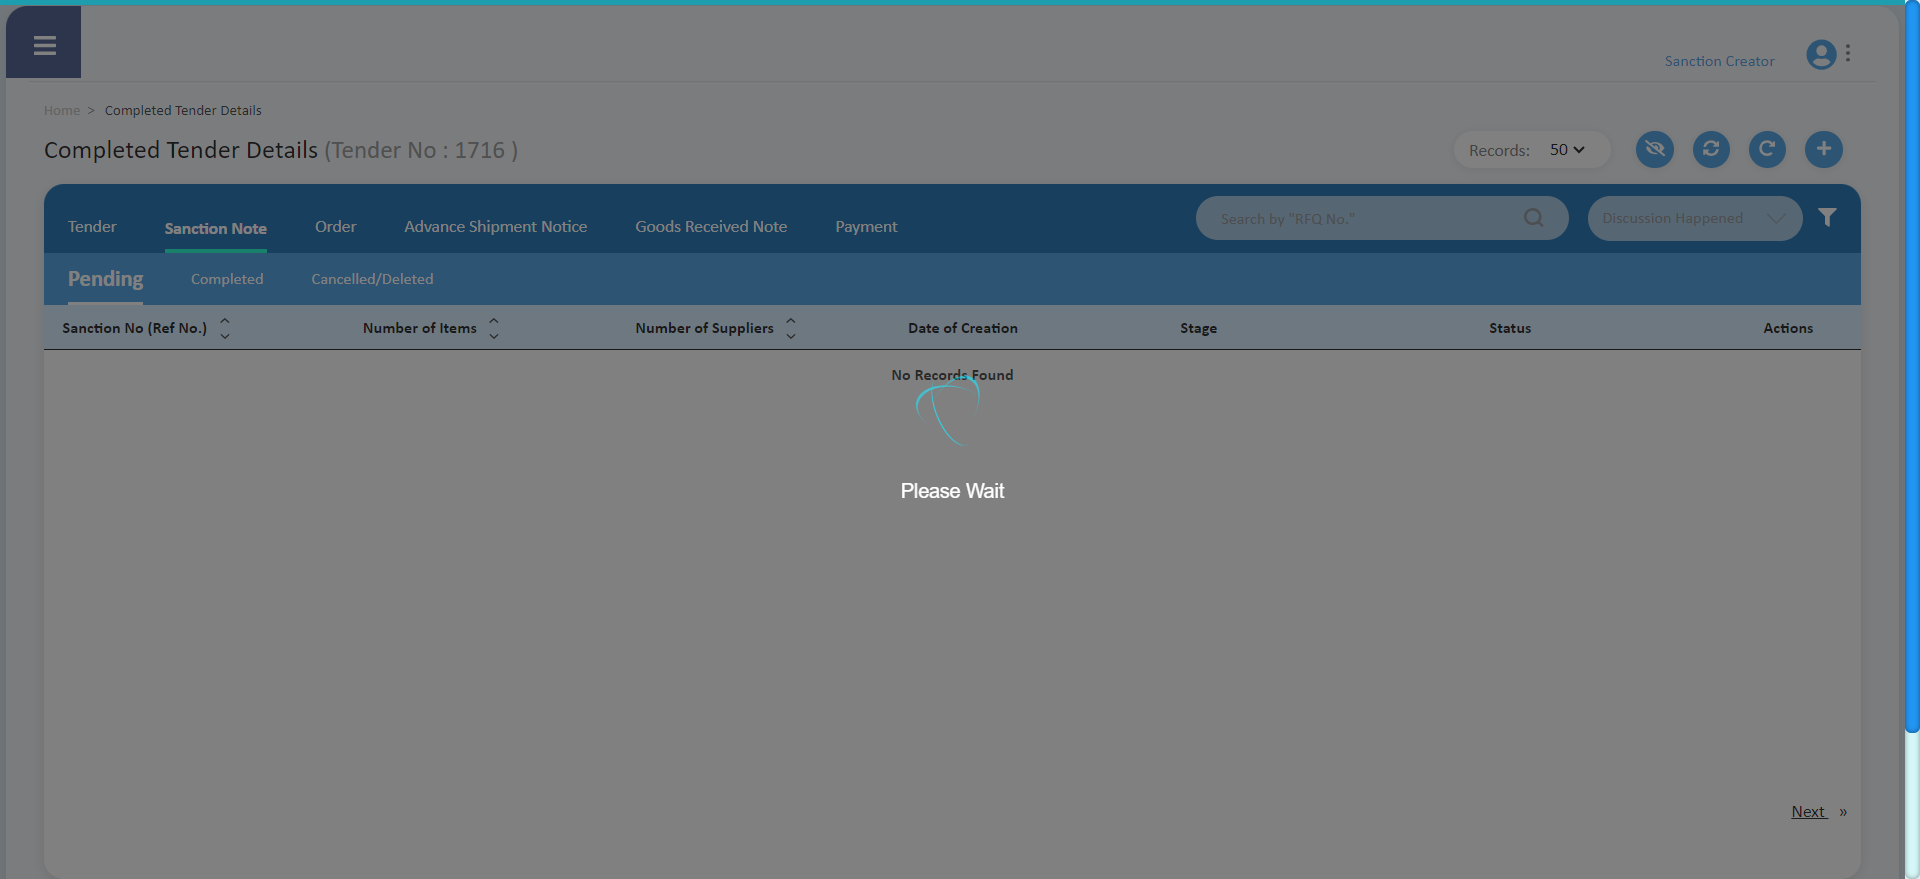 Sanction Creator
Home > Completed Tender Details
Completed Tender Details (Tender No : 1716 )
Records: 50
Tender Sanction Note Order Advance Shipment Notice Goods Received Note Payment
Search by "RFQ No."
Discussion Happened
Pending Completed Cancelled/Deleted
Sanction No (Ref No.) Number of Items Number of Suppliers Date of Creation Stage Status Actions
No Records Found
Please Wait
Next »